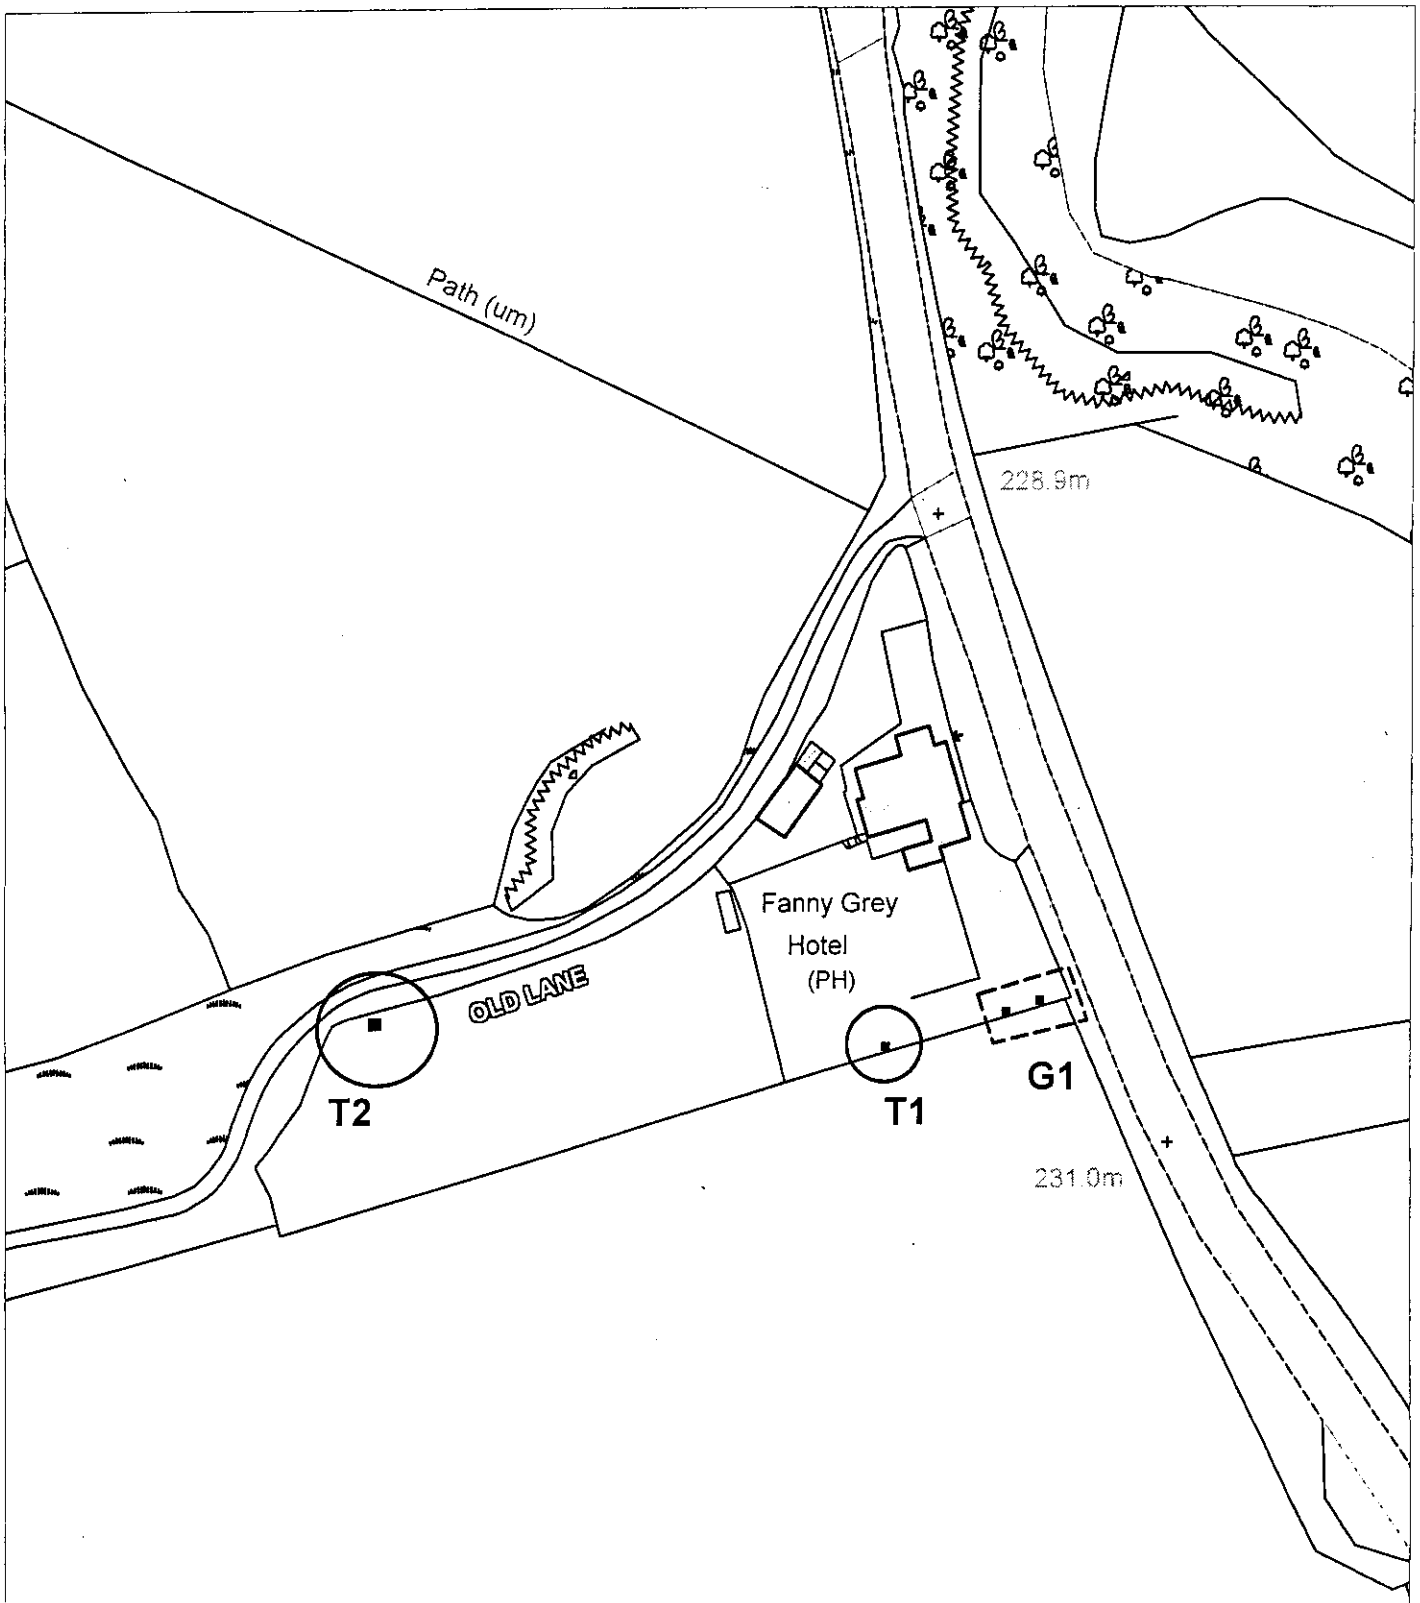 Path (um)
228.9m
Fanny Grey
Hotel
(PH)
OLD LANE
G1
T2
T1
231.0m